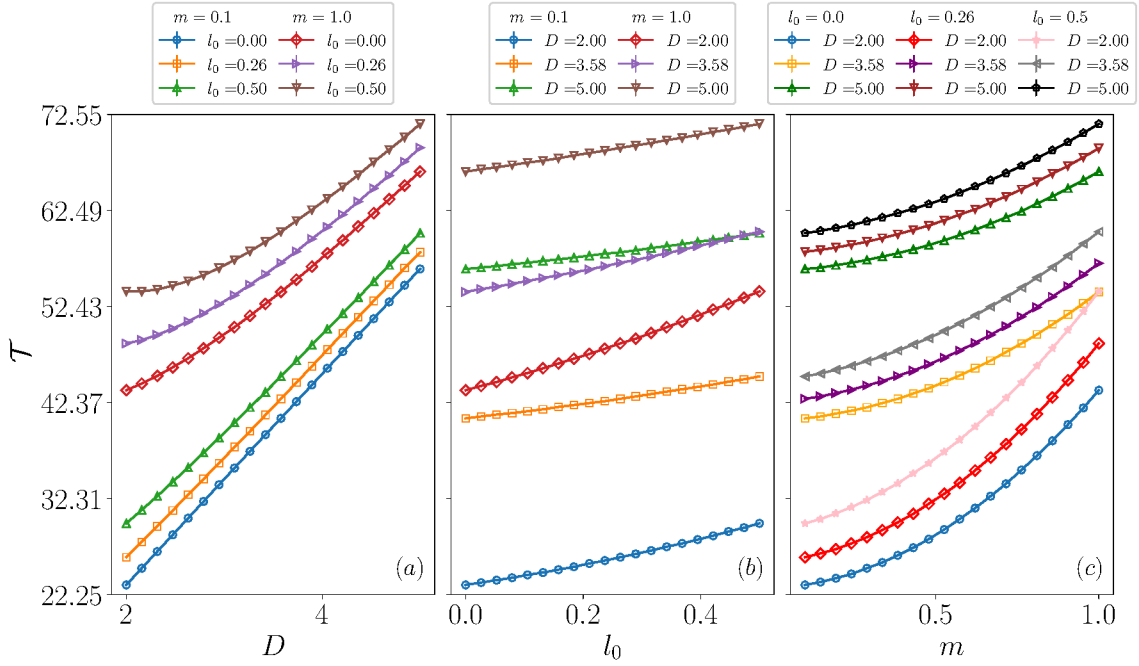 m = 0.1 m = 1.0
l₀ =0.00 l₀ =0.00
l₀ =0.26 l₀ =0.26
l₀ =0.50 l₀ =0.50
m = 0.1 m = 1.0
D =2.00 D =2.00
D =3.58 D =3.58
D =5.00 D =5.00
l₀ = 0.0 l₀ = 0.26 l₀ = 0.5
D =2.00 D =2.00 D =2.00
D =3.58 D =3.58 D =3.58
D =5.00 D =5.00 D =5.00
72.55
62.49
52.43
42.37
32.31
22.25
𝒯
(a)
2 4
D
(b)
0.0 0.2 0.4
l₀
(c)
0.5 1.0
m